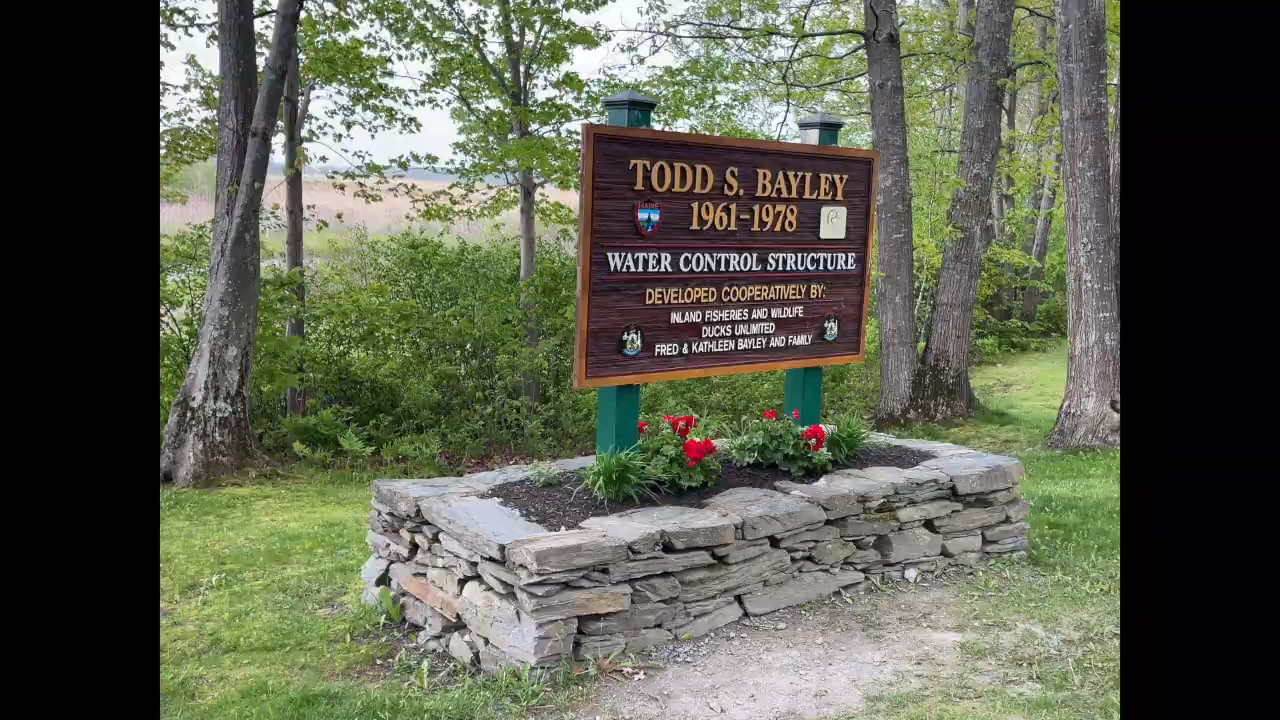 TODD S. BAYLEY
1961-1978
WATER CONTROL STRUCTURE
DEVELOPED COOPERATIVELY BY:
INLAND FISHERIES AND WILDLIFE
DUCKS UNLIMITED
FRED & KATHLEEN BAYLEY AND FAMILY